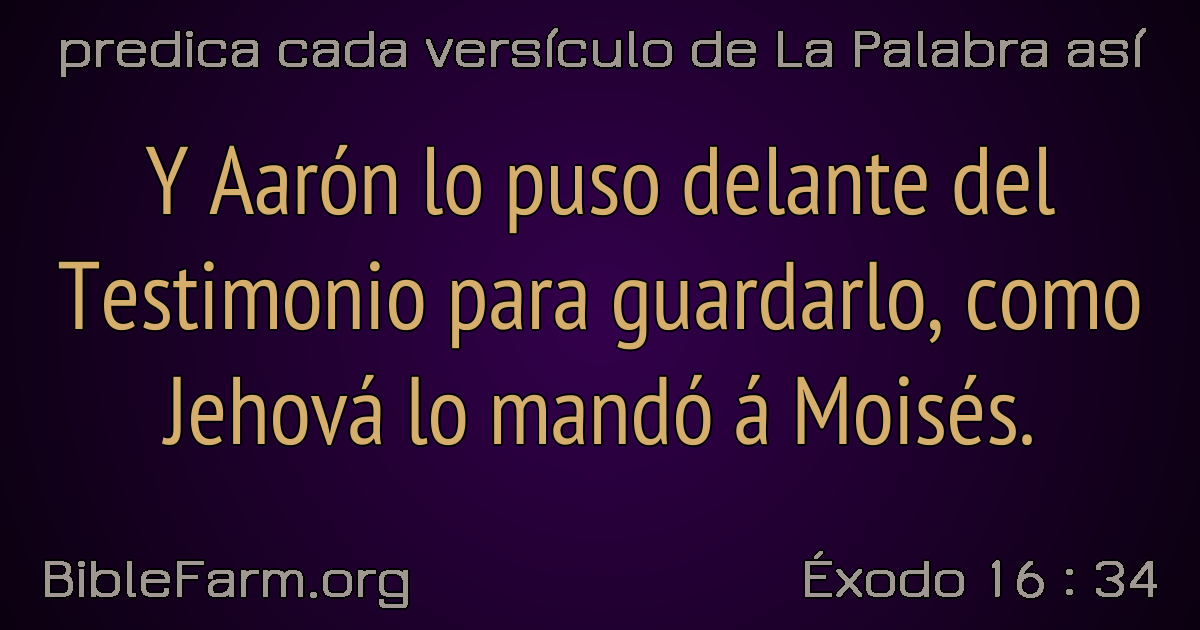 predica cada versículo de La Palabra así
Y Aarón lo puso delante del
Testimonio para guardarlo, como
Jehová lo mandó á Moisés.
BibleFarm.org
Éxodo 16 : 34